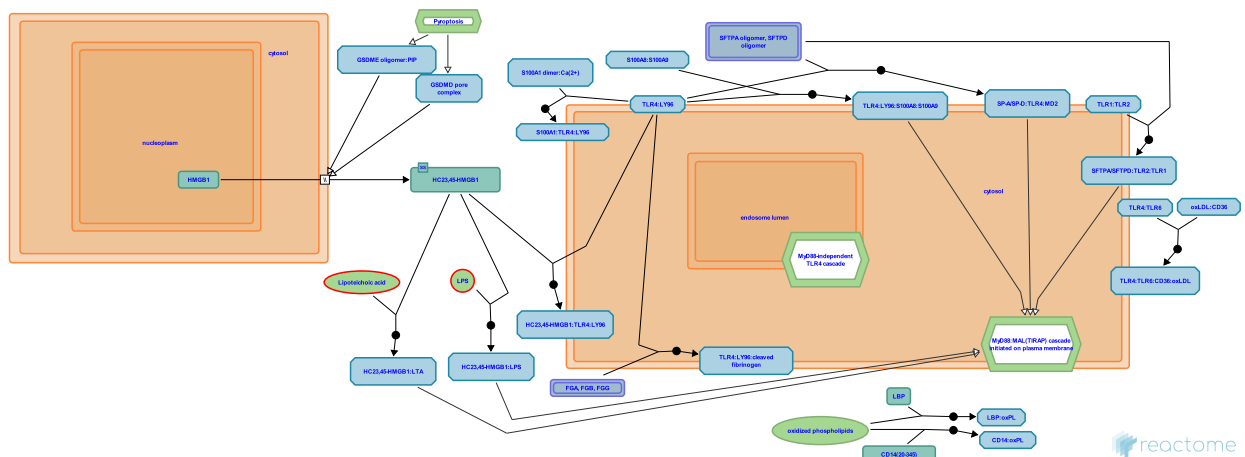 Pyroptosis
cytosol
GSDME oligomer:PIP
GSDMD pore
complex
nucleoplasm
HMGB1
HC23,45-HMGB1
SFTPA oligomer, SFTPD
oligomer
S100A8:S100A9
S100A1 dimer:Ca(2+)
TLR4:LY96
S100A1:TLR4:LY96
TLR4:LY96:S100A8:S100A9
SP-A/SP-D:TLR4:MD2
TLR1:TLR2
SFTPA/SFTPD:TLR2:TLR1
cytosol
TLR4:TLR6
oxLDL:CD36
endosome lumen
MyD88-independent
TLR4 cascade
TLR4:TLR6:CD36:oxLDL
Lipoteichoic acid
LPS
HC23,45-HMGB1:TLR4:LY96
MyD88:MAL(TIRAP) cascade
initiated on plasma membrane
HC23,45-HMGB1:LTA
HC23,45-HMGB1:LPS
TLR4:LY96:cleaved
fibrinogen
FGA, FGB, FGG
LBP
LBP:oxPL
oxidized phospholipids
CD14:oxPL
CD14(20-345)
reactome